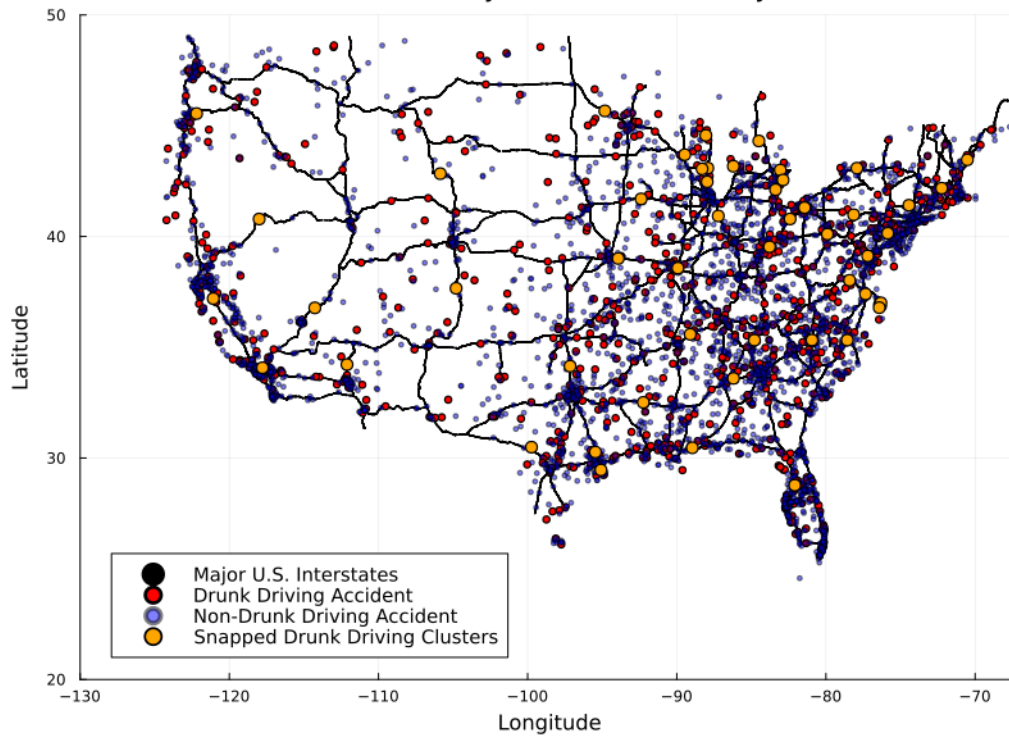 50
40
30
20
Latitude
Major U.S. Interstates
Drunk Driving Accident
Non-Drunk Driving Accident
Snapped Drunk Driving Clusters
−130
−120
−110
−100
−90
−80
−70
Longitude